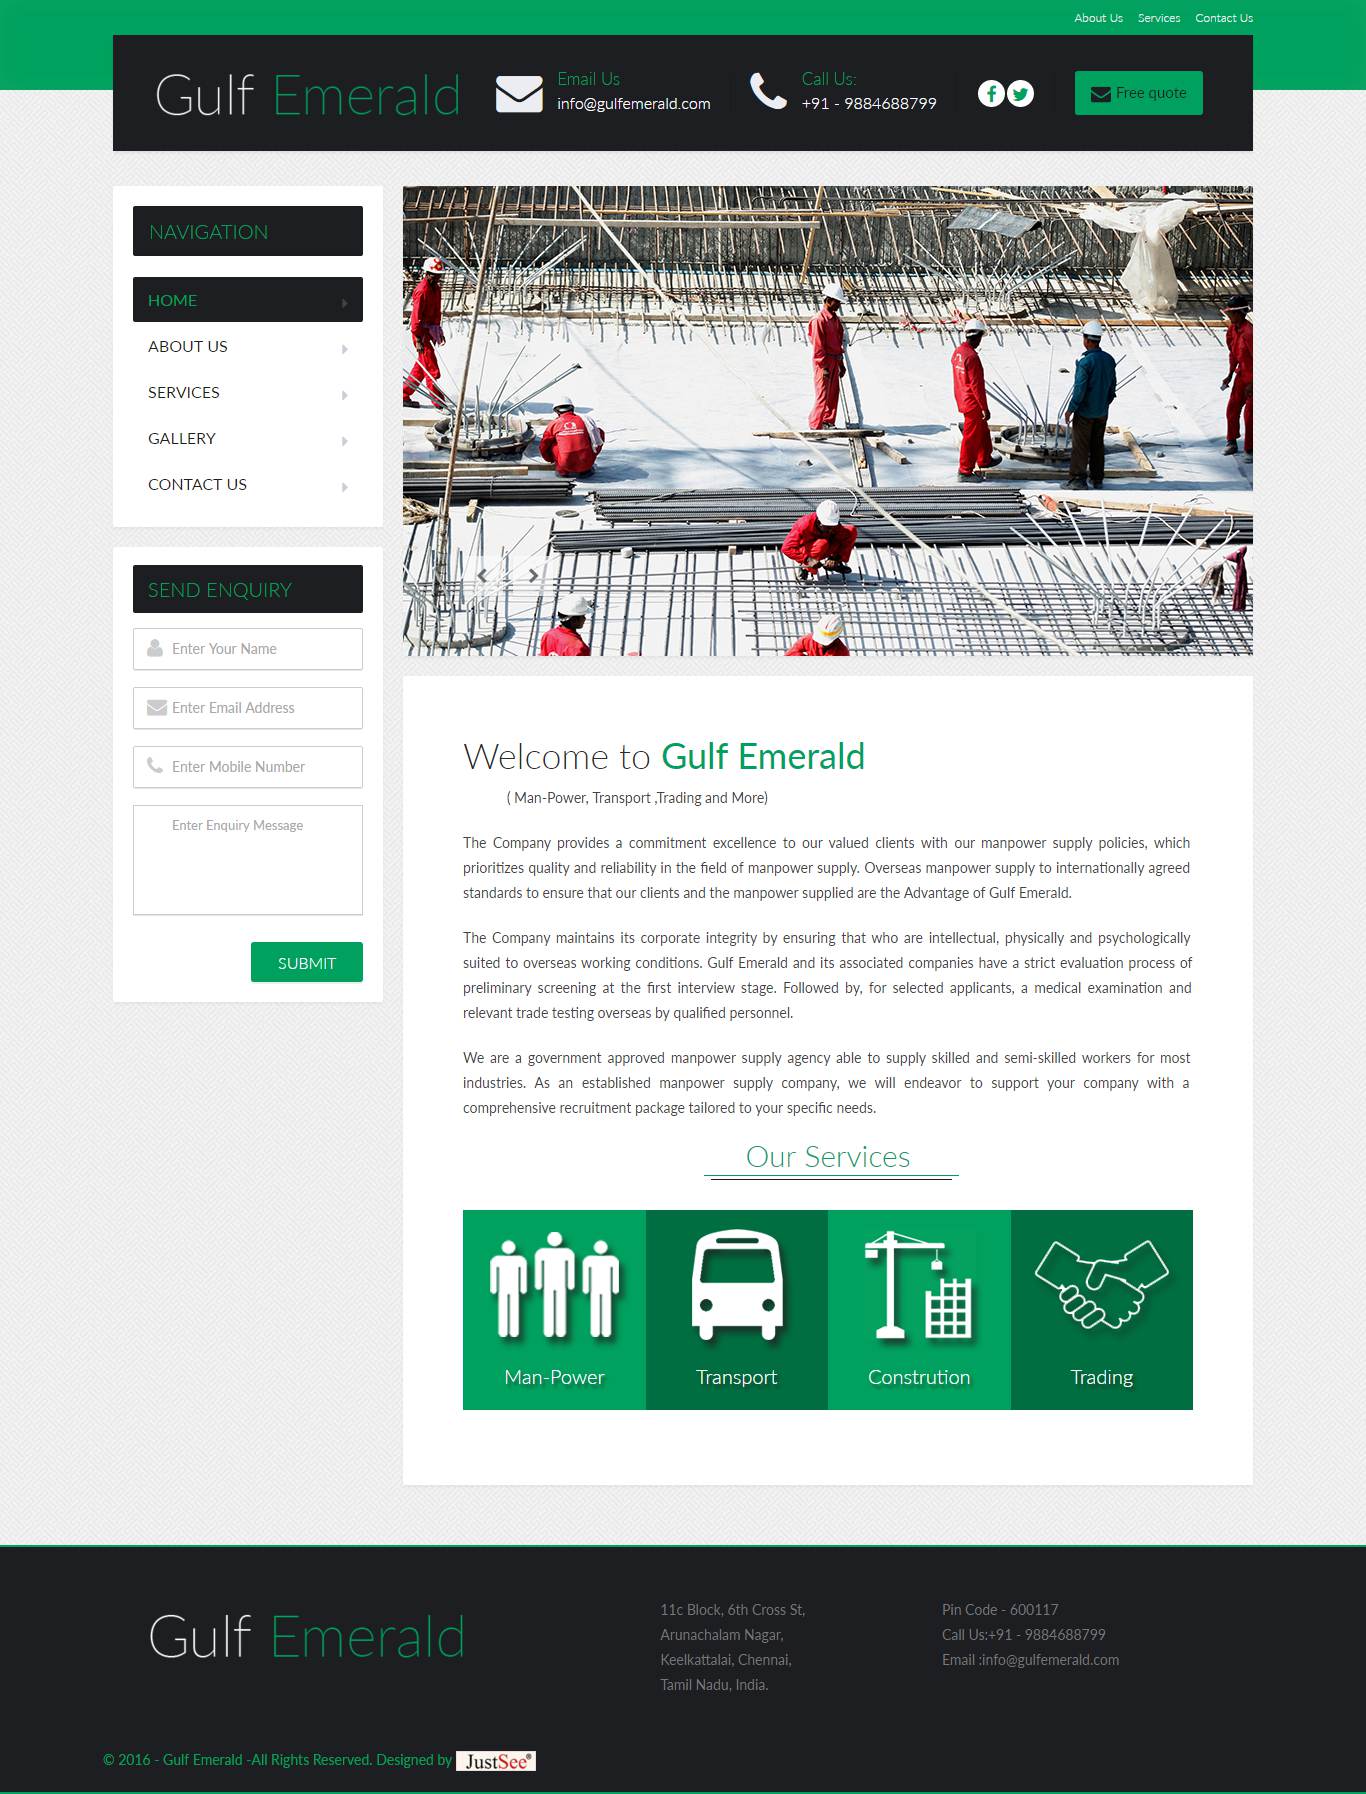 About Us Services Contact Us
Gulf Emerald
Email Us
info@gulfemerald.com
Call Us:
+91 - 9884688799
Free quote
NAVIGATION
HOME
ABOUT US
SERVICES
GALLERY
CONTACT US
SEND ENQUIRY
Enter Your Name
Enter Email Address
Enter Mobile Number
Enter Enquiry Message
SUBMIT
Welcome to Gulf Emerald
( Man-Power, Transport ,Trading and More)
The Company provides a commitment excellence to our valued clients with our manpower supply policies, which
prioritizes quality and reliability in the field of manpower supply. Overseas manpower supply to internationally agreed
standards to ensure that our clients and the manpower supplied are the Advantage of Gulf Emerald.
The Company maintains its corporate integrity by ensuring that who are intellectual, physically and psychologically
suited to overseas working conditions. Gulf Emerald and its associated companies have a strict evaluation process of
preliminary screening at the first interview stage. Followed by, for selected applicants, a medical examination and
relevant trade testing overseas by qualified personnel.
We are a government approved manpower supply agency able to supply skilled and semi-skilled workers for most
industries. As an established manpower supply company, we will endeavor to support your company with a
comprehensive recruitment package tailored to your specific needs.
Our Services
Man-Power
Transport
Constrution
Trading
Gulf Emerald
11c Block, 6th Cross St,
Arunachalam Nagar,
Keelkattalai, Chennai,
Tamil Nadu, India.
Pin Code - 600117
Call Us:+91 - 9884688799
Email :info@gulfemerald.com
© 2016 - Gulf Emerald -All Rights Reserved. Designed by JustSee®